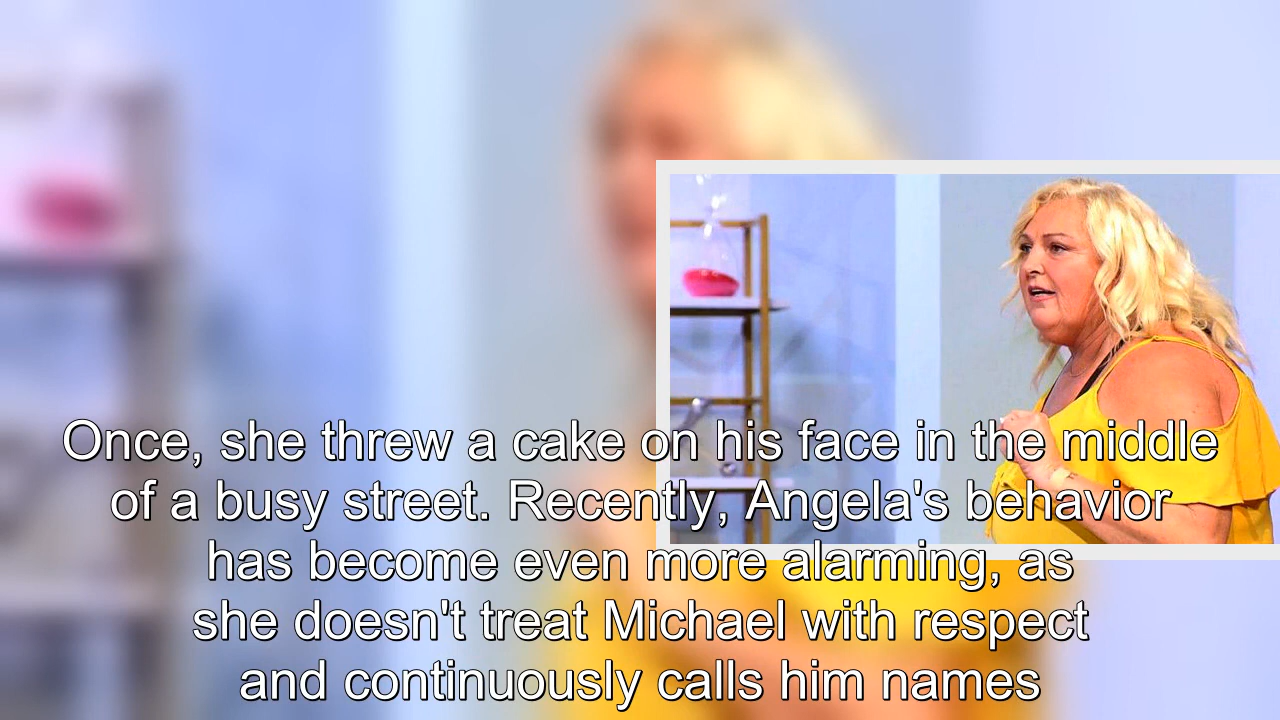 Once, she threw a cake on his face in the middle
of a busy street. Recently, Angela's behavior
has become even more alarming, as
she doesn't treat Michael with respect
and continuously calls him names